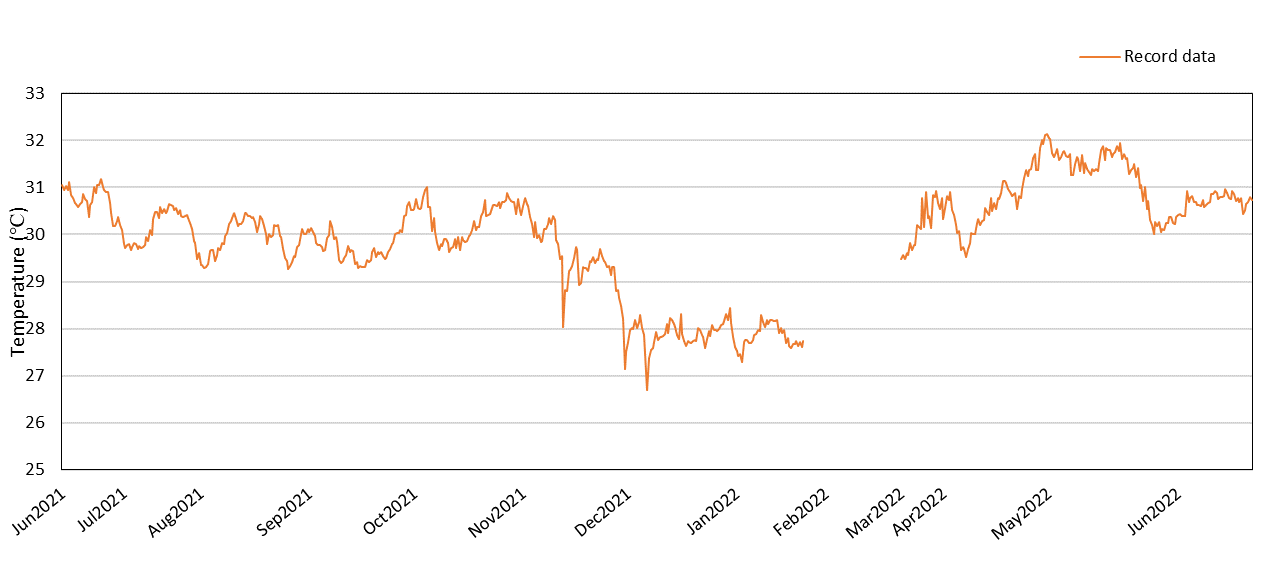 Record data
Temperature (℃)
33
32
31
30
29
28
27
26
25
Jun2021
Jul2021
Aug2021
Sep2021
Oct2021
Nov2021
Dec2021
Jan2022
Feb2022
Mar2022
Apr2022
May2022
Jun2022